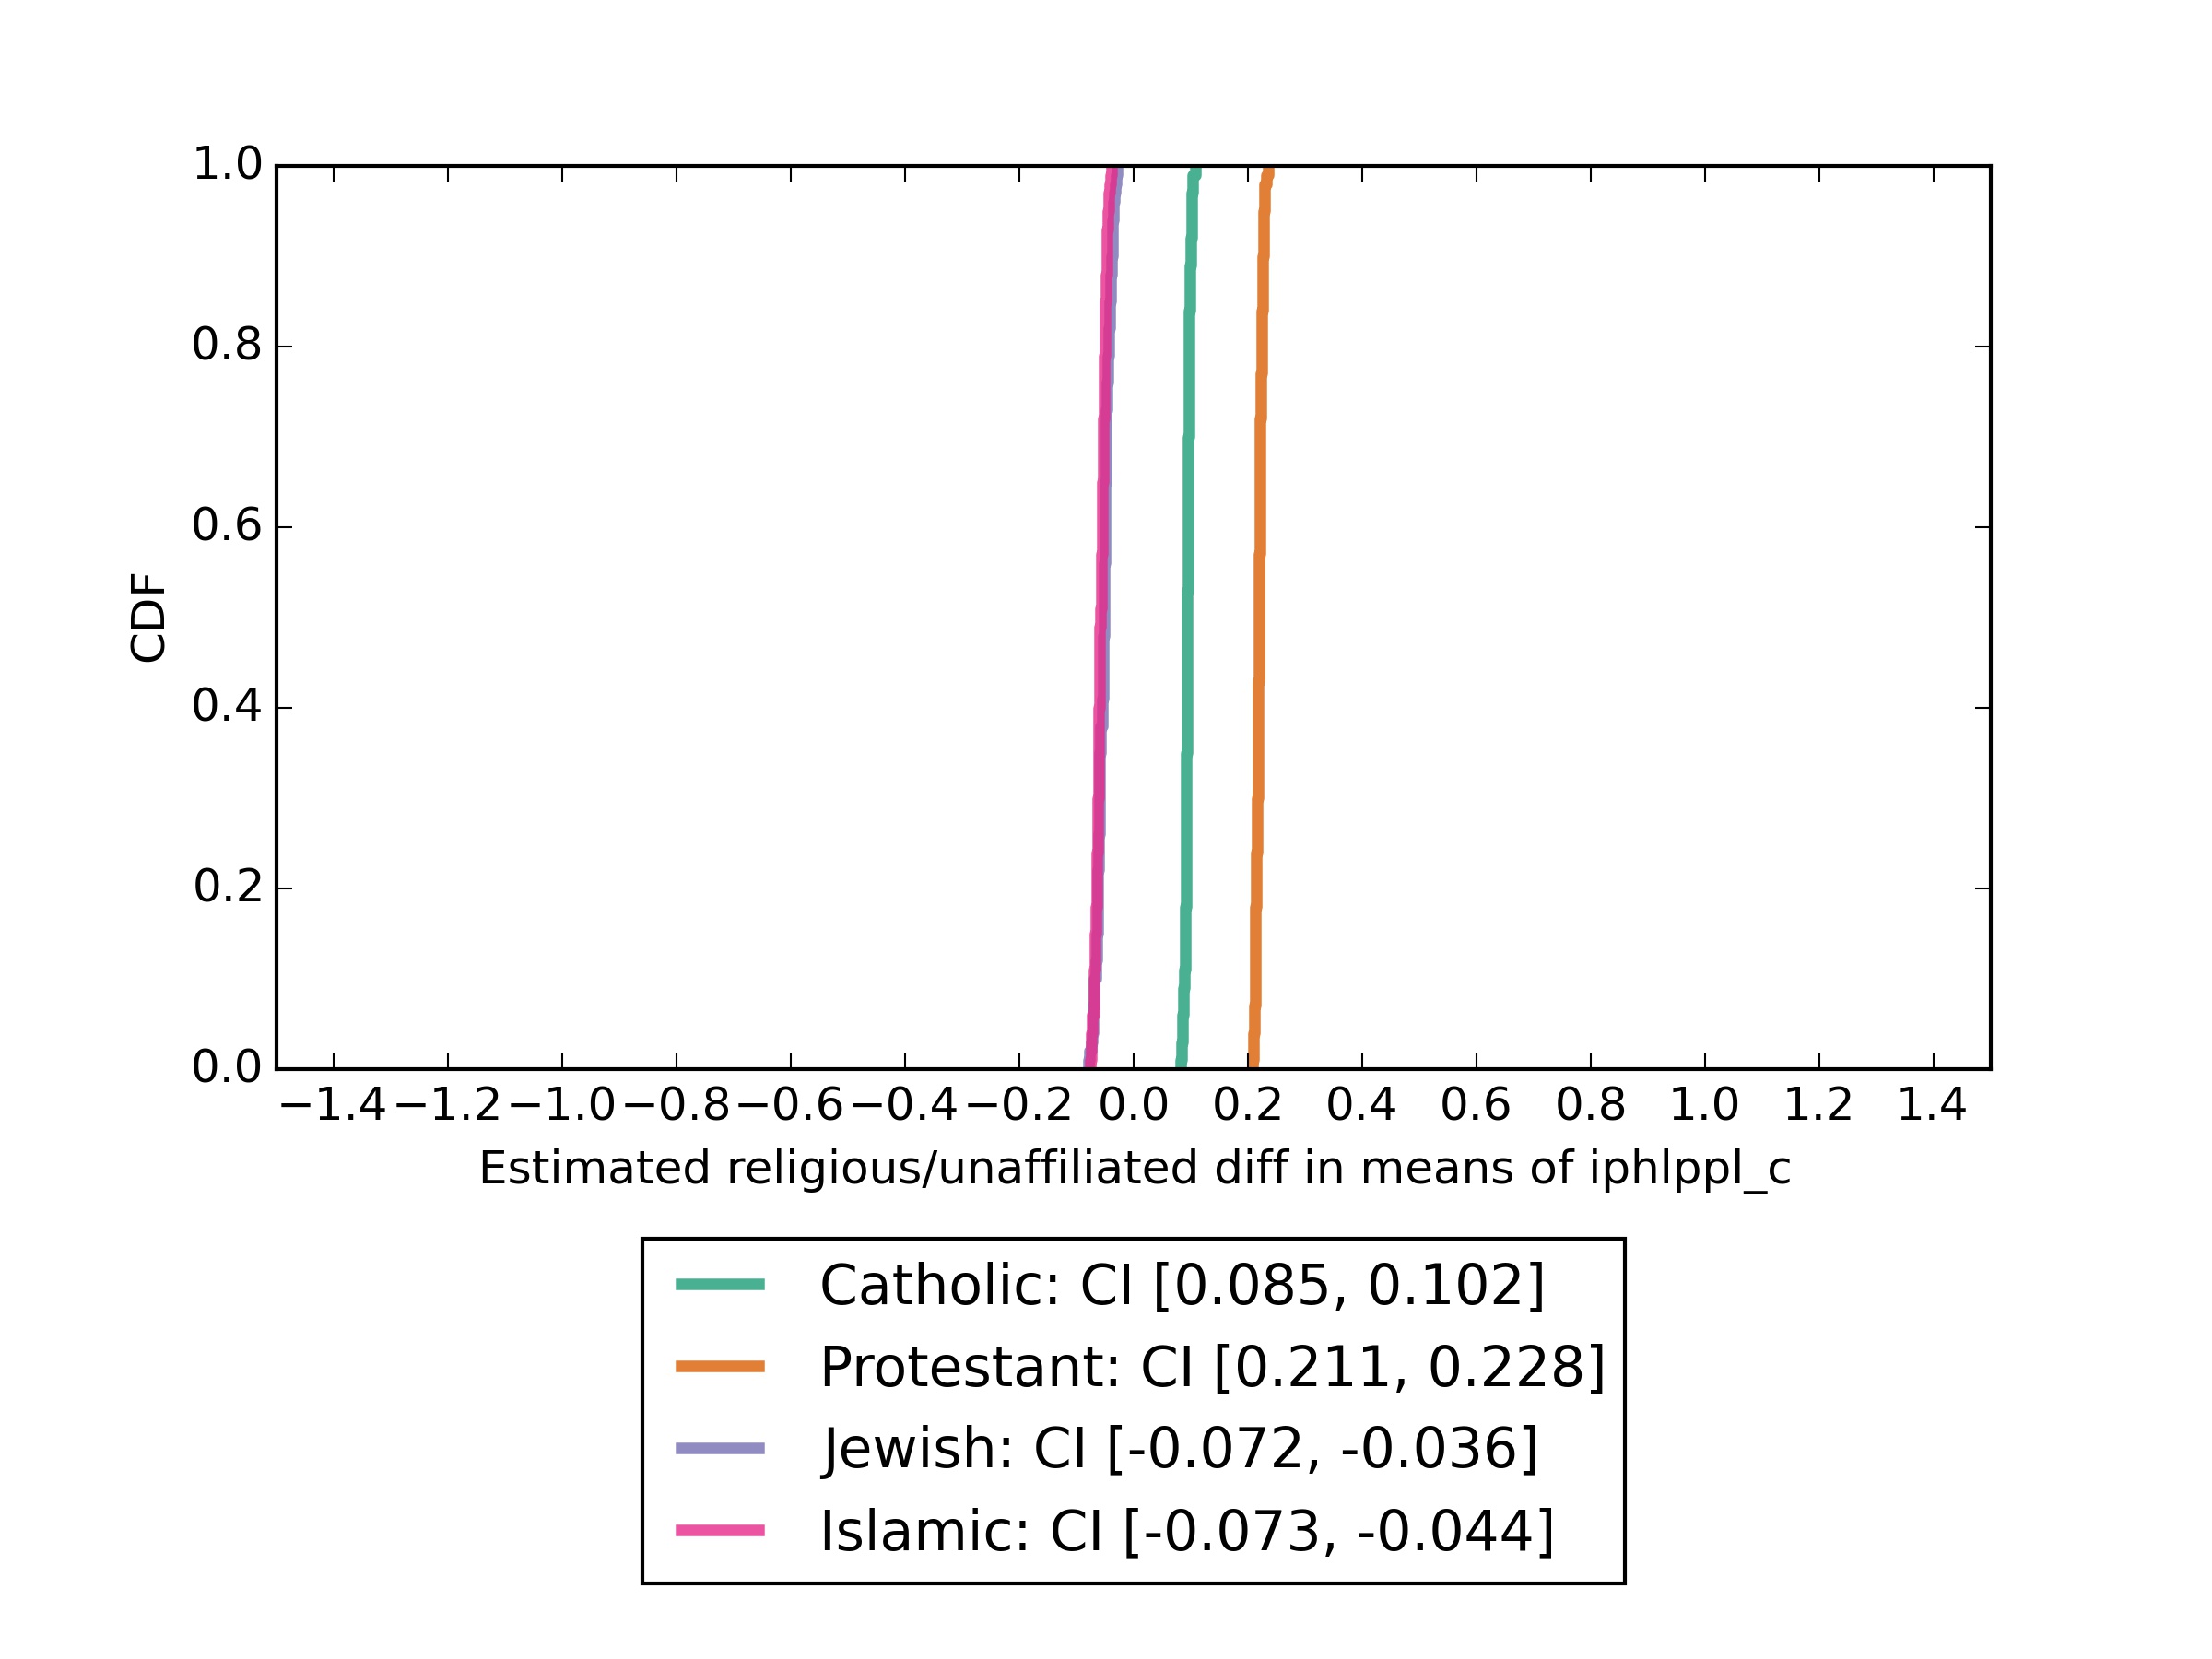 1.0
0.8
0.6
0.4
0.2
0.0
CDF
−1.4 −1.2 −1.0 −0.8 −0.6 −0.4 −0.2 0.0 0.2 0.4 0.6 0.8 1.0 1.2 1.4
Estimated religious/unaffiliated diff in means of iphlppl_c
Catholic: CI [0.085, 0.102]
Protestant: CI [0.211, 0.228]
Jewish: CI [-0.072, -0.036]
Islamic: CI [-0.073, -0.044]